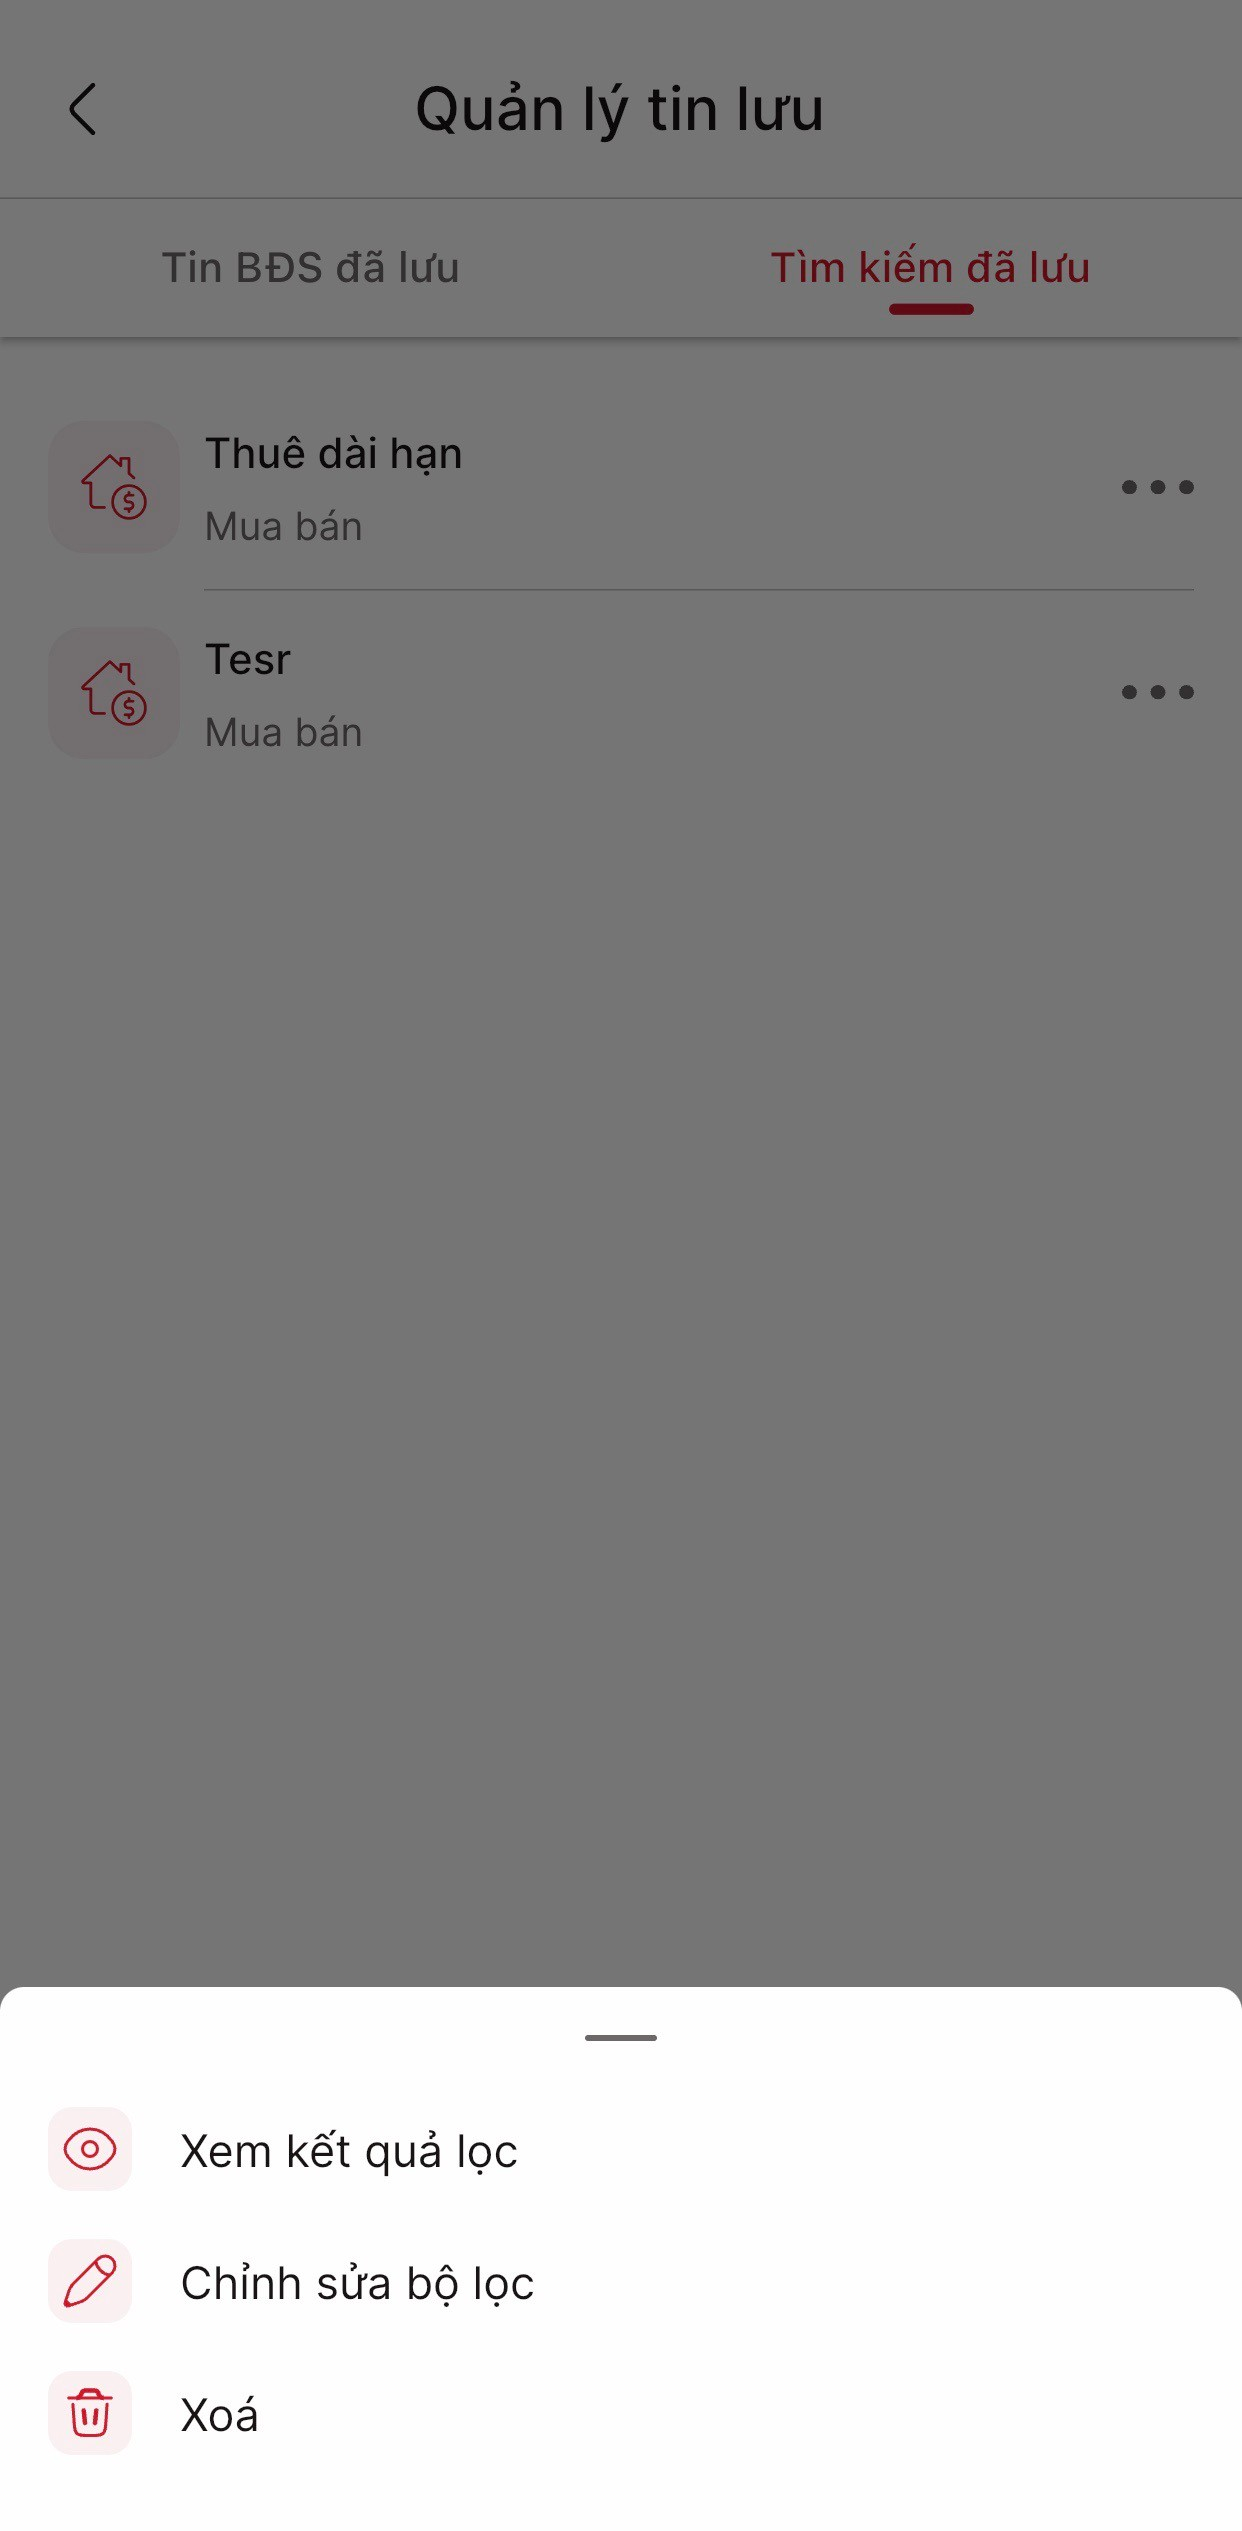 Quản lý tin lưu
Tin BĐS đã lưu
Tìm kiếm đã lưu
Thuê dài hạn
Mua bán
Tesr
Mua bán
Xem kết quả lọc
Chỉnh sửa bộ lọc
Xoá